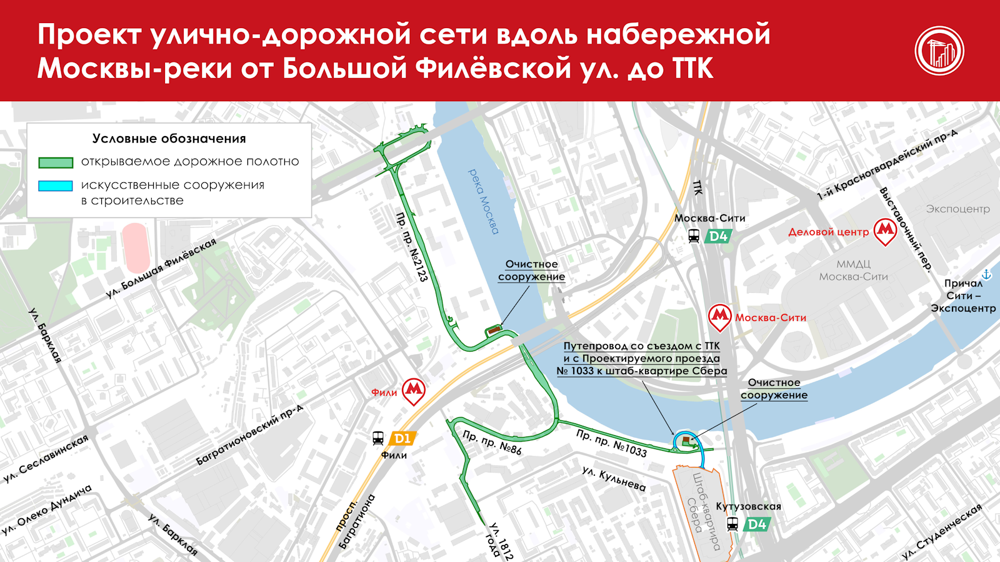 Проект улично-дорожной сети вдоль набережной
Москвы-реки от Большой Филёвской ул. до ТТК
Условные обозначения
открываемое дорожное полотно
искусственные сооружения
в строительстве
река Москва
ТТК
1-й Красногвардейский пр-д
Выставочный пер.
Экспоцентр
Москва-Сити
D4
Деловой центр
ММДЦ
Москва-Сити
Причал
Сити –
Экспоцентр
Пр. пр. №2123
ул. Большая Филёвская
ул. Барклая
Очистное
сооружение
Москва-Сити
Путепровод со съездом с ТТК
и с Проектируемого проезда
№ 1033 к штаб-квартире Сбера
Очистное
сооружение
Фили
D1
Фили
Багратионовский пр-д
Пр. пр. №86
Пр. пр. №1033
ул. Сеславинская
ул. Олеко Дундича
ул. Барклая
просп.
Багратиона
ул. 1812
года
ул. Кульнева
Штаб-квартира
Сбера
Кутузовская
D4
ул. Студенческая